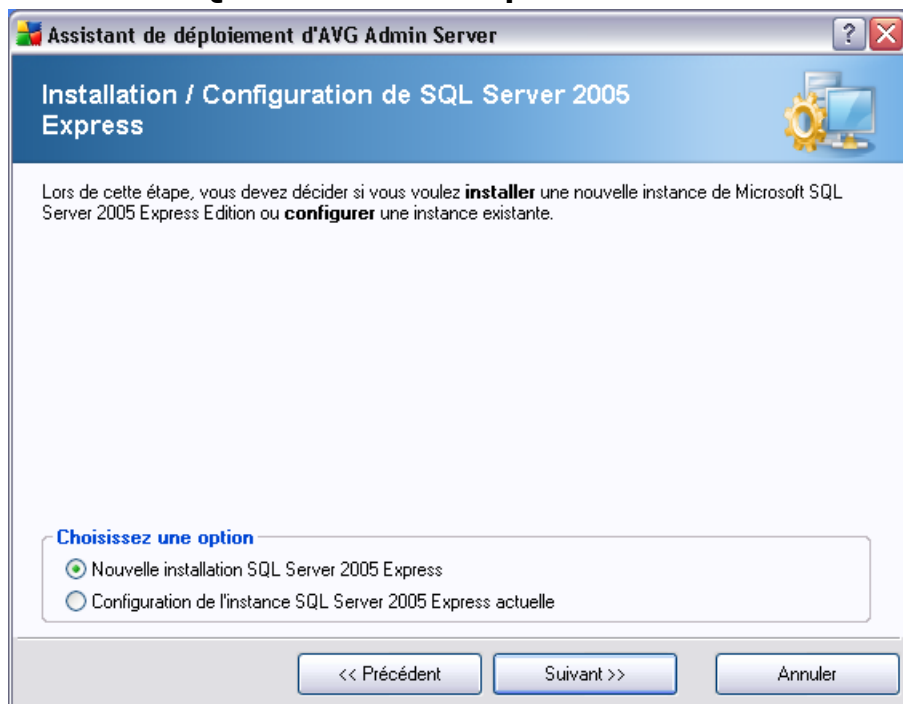 Assistant de déploiement d'AVG Admin Server
Installation / Configuration de SQL Server 2005
Express
Lors de cette étape, vous devez décider si vous voulez installer une nouvelle instance de Microsoft SQL
Server 2005 Express Edition ou configurer une instance existante.
Choisissez une option
Nouvelle installation SQL Server 2005 Express
Configuration de l'instance SQL Server 2005 Express actuelle
<< Précédent
Suivant >>
Annuler